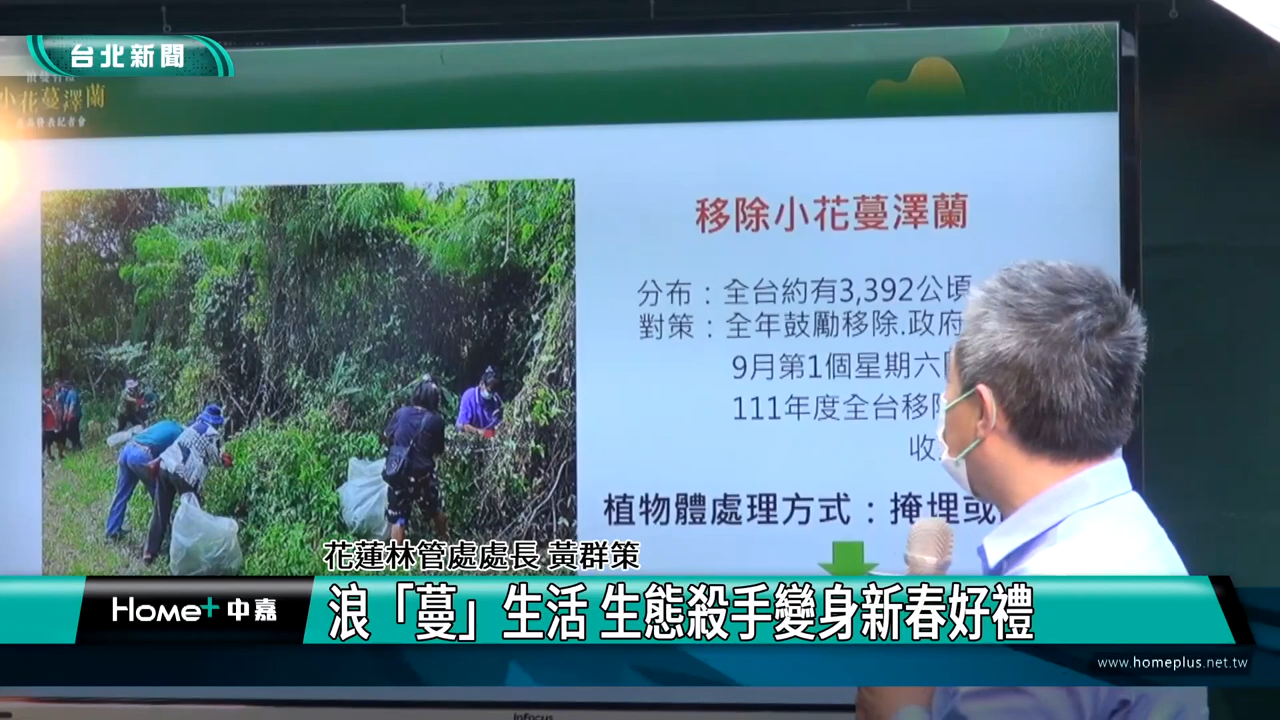 台北新聞
小花蔓澤蘭
移除小花蔓澤蘭
分布：全台約有3,392公頃
對策：全年鼓勵移除.政府
9月第1個星期六
111年度全台移除
收
植物體處理方式：掩埋或
花蓮林管處處長 黃群策
Home+中嘉
浪「蔓」生活 生態殺手變身新春好禮
www.homeplus.net.tw
InFocus